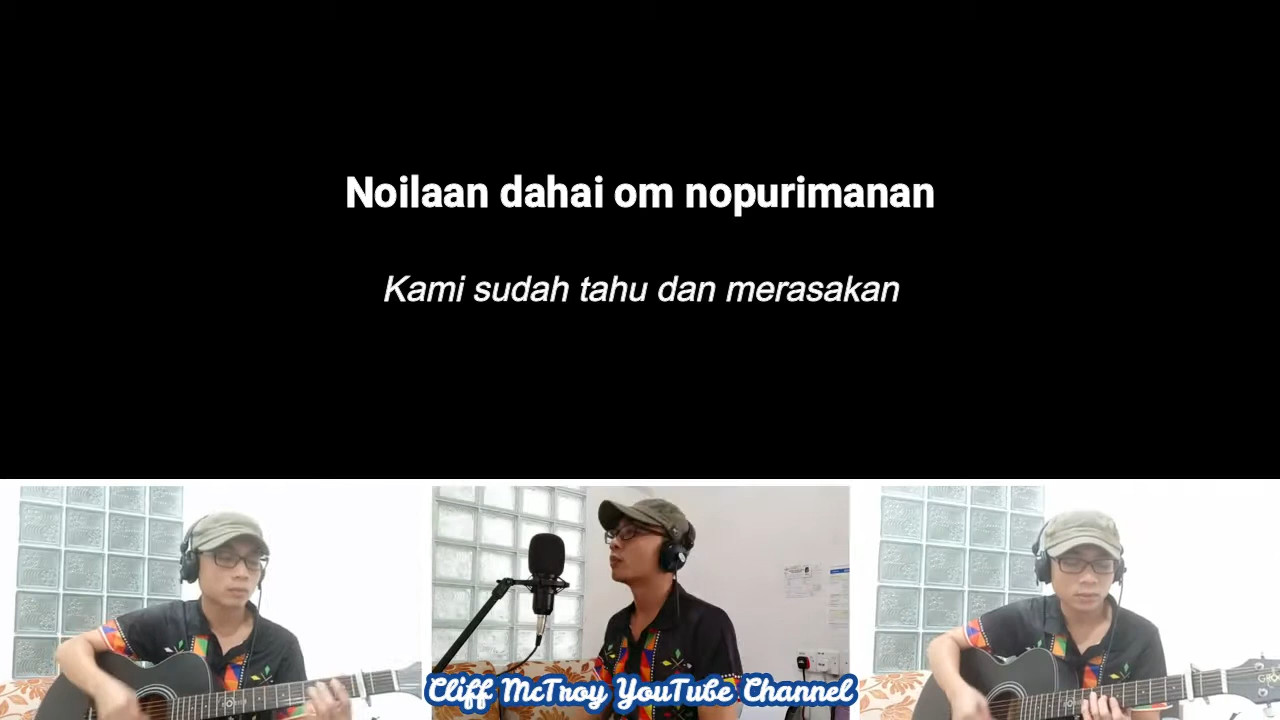 Noilaan dahai om nopurimanan
Kami sudah tahu dan merasakan
Cliff McTroy YouTube Channel